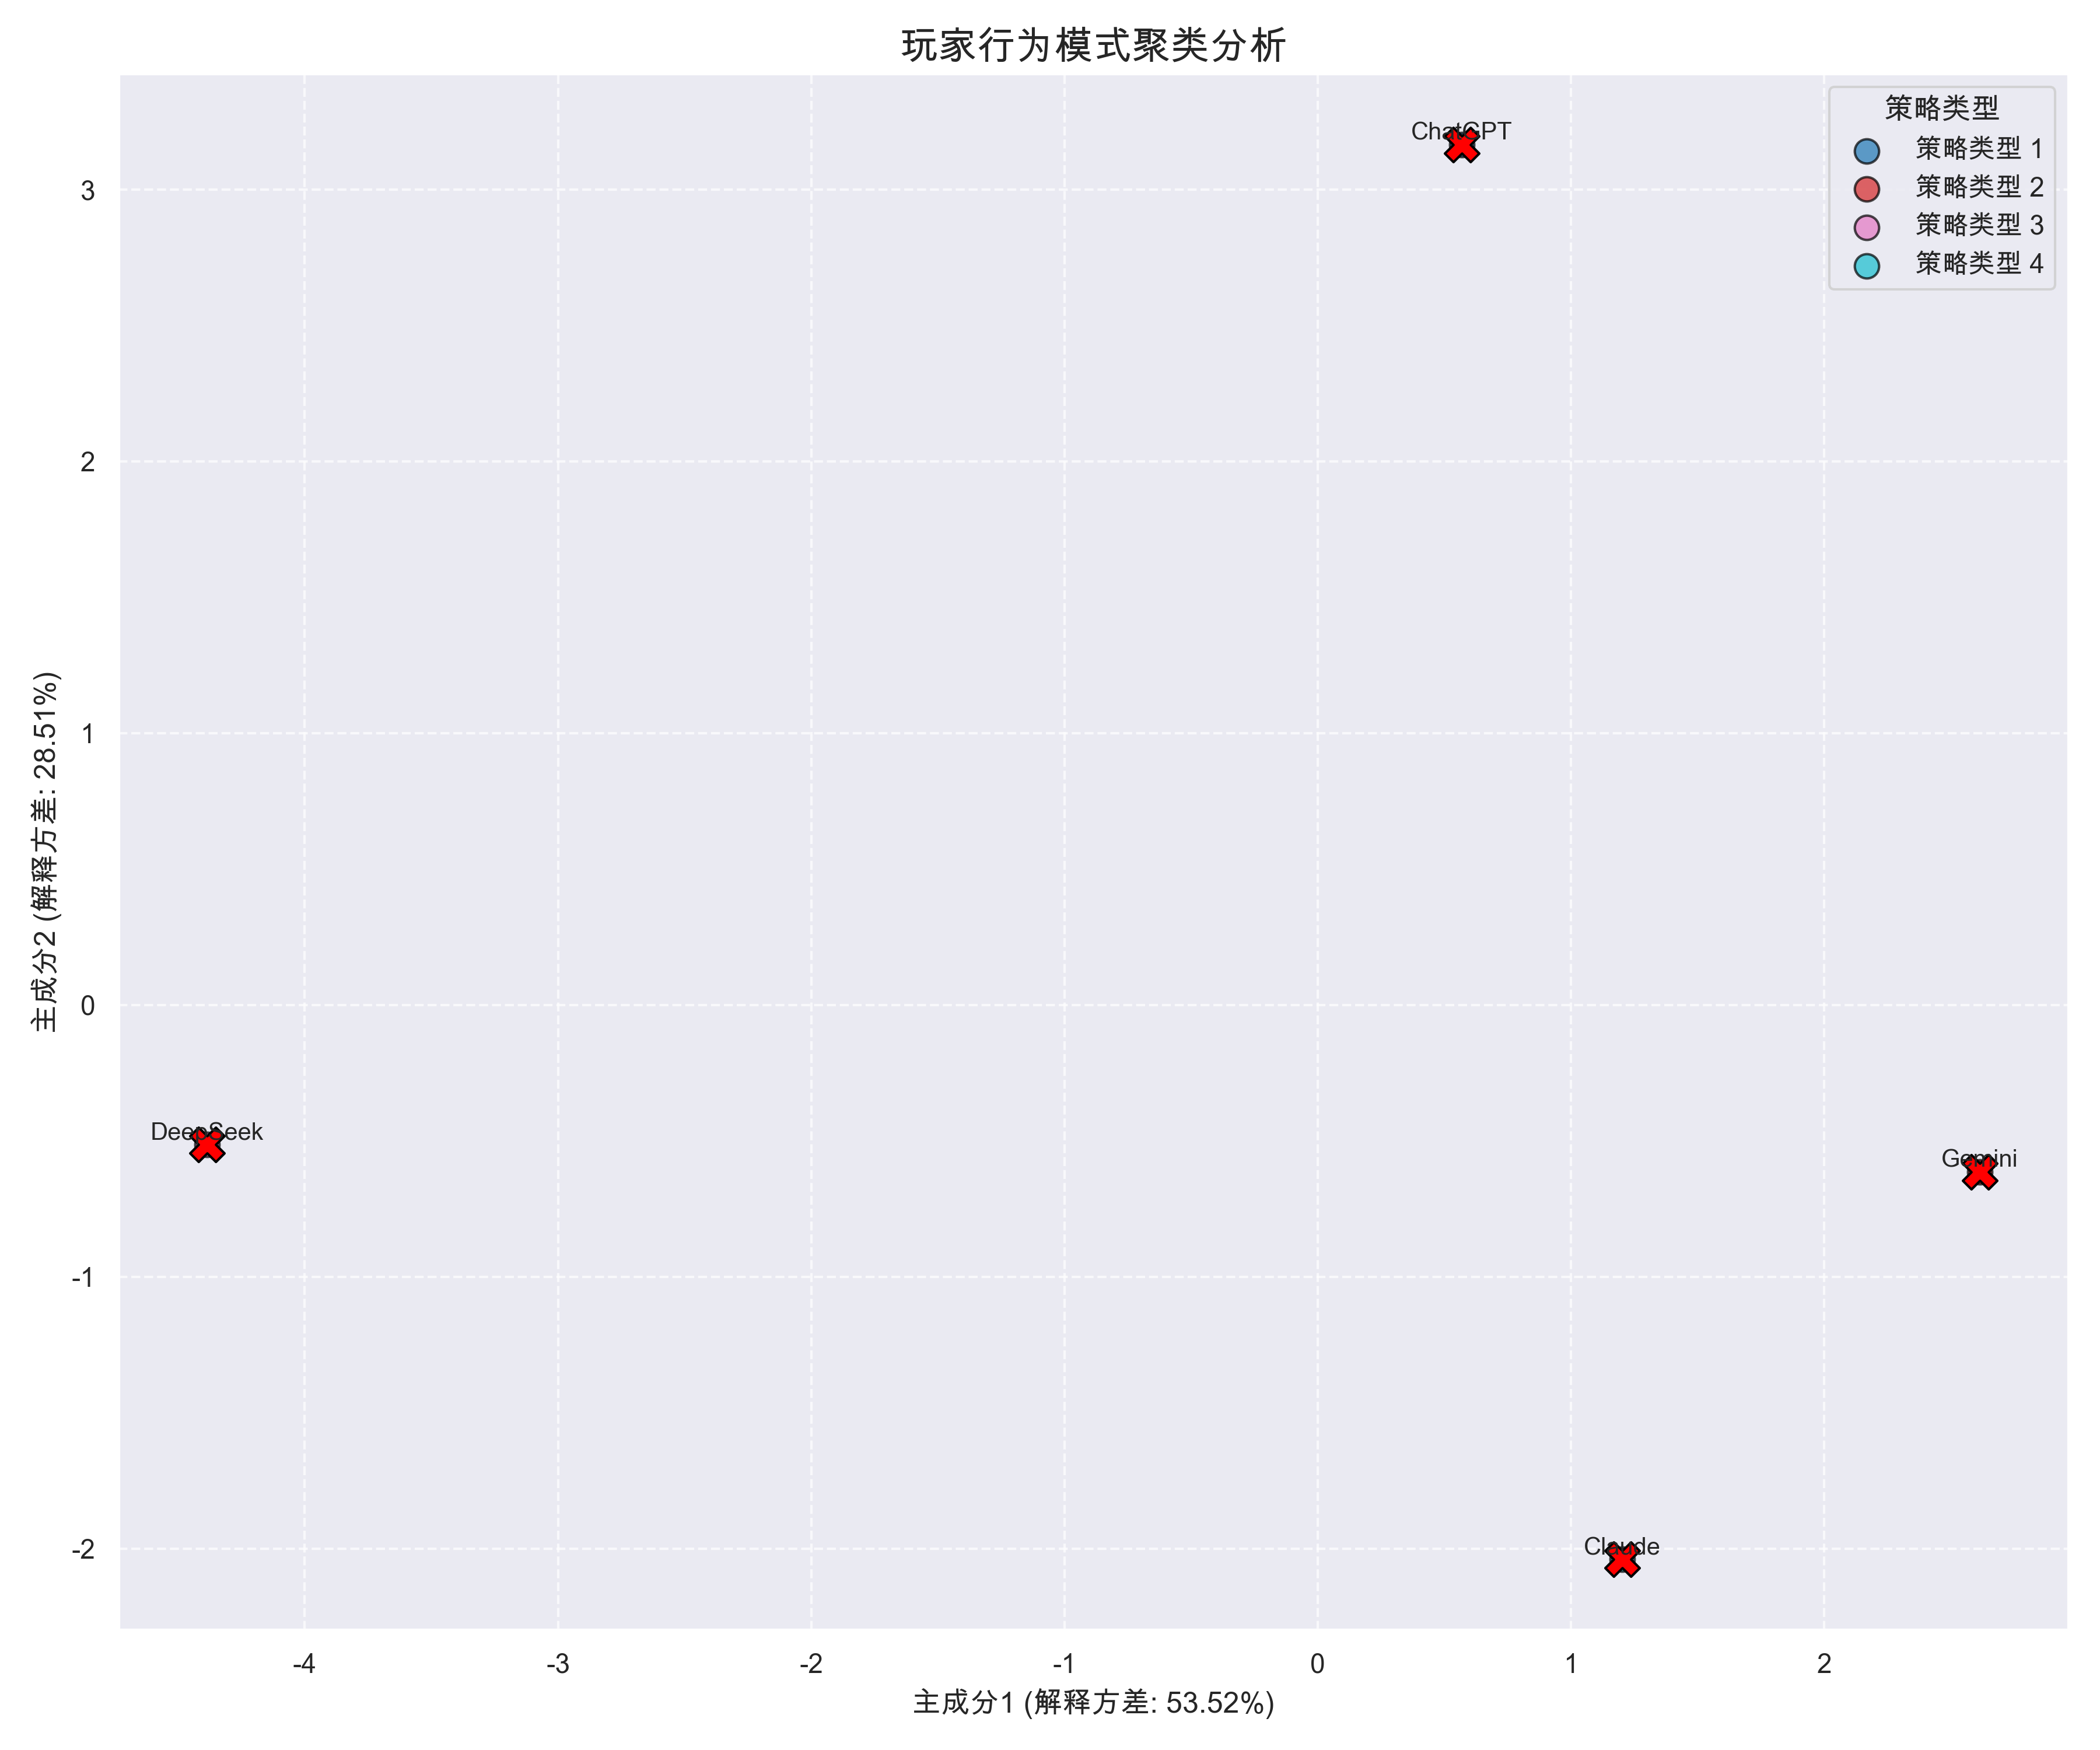 玩家行为模式聚类分析
策略类型
策略类型 1
策略类型 2
策略类型 3
策略类型 4
ChatGPT
DeepSeek
Gemini
Claude
3
2
1
0
-1
-2
主成分2 (解释方差: 28.51%)
-4
-3
-2
-1
0
1
2
主成分1 (解释方差: 53.52%)